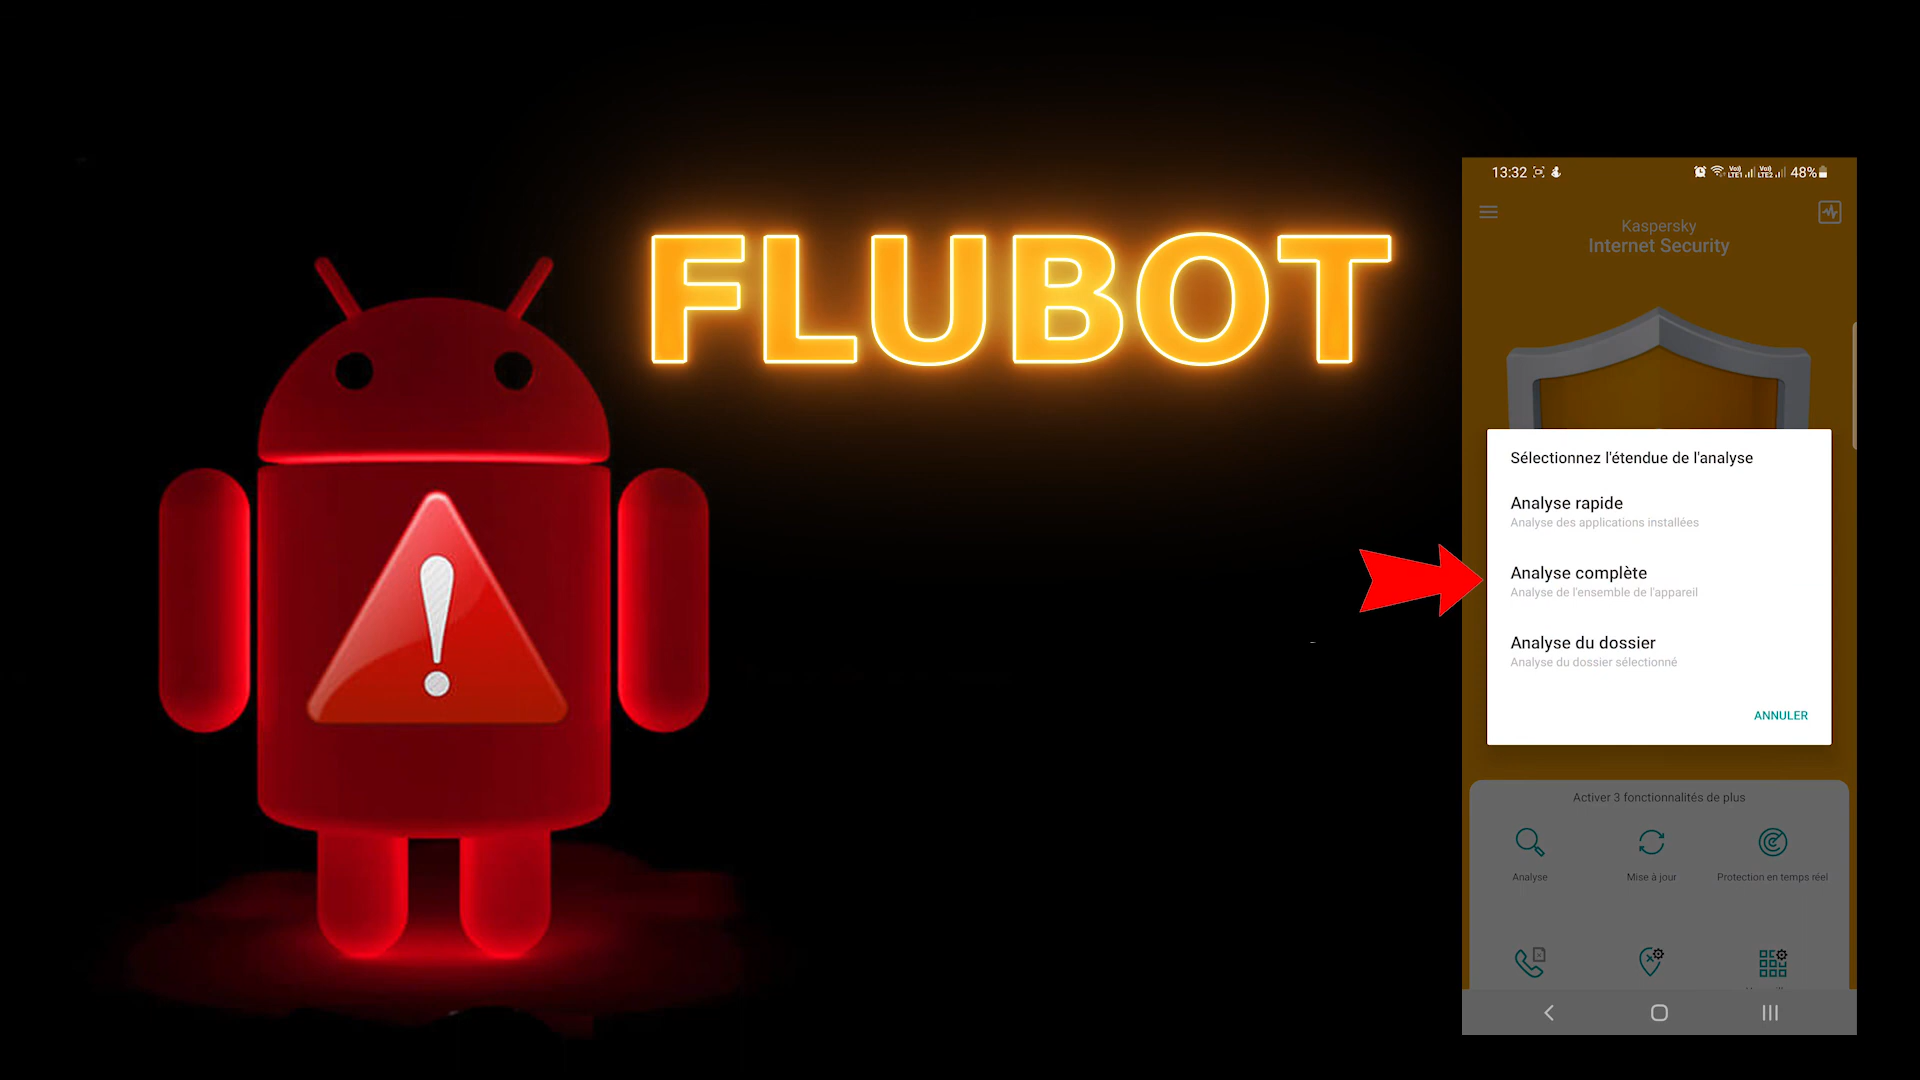 FLUBOT
13:32
48%
Kaspersky
Internet Security
Sélectionnez l'étendue de l'analyse
Analyse rapide
Analyse des applications installées
Analyse complète
Analyse de l'ensemble de l'appareil
Analyse du dossier
Analyse du dossier sélectionné
ANNULER
Activer 3 fonctionnalités de plus
Analyse
Mise à jour
Protection en temps réel